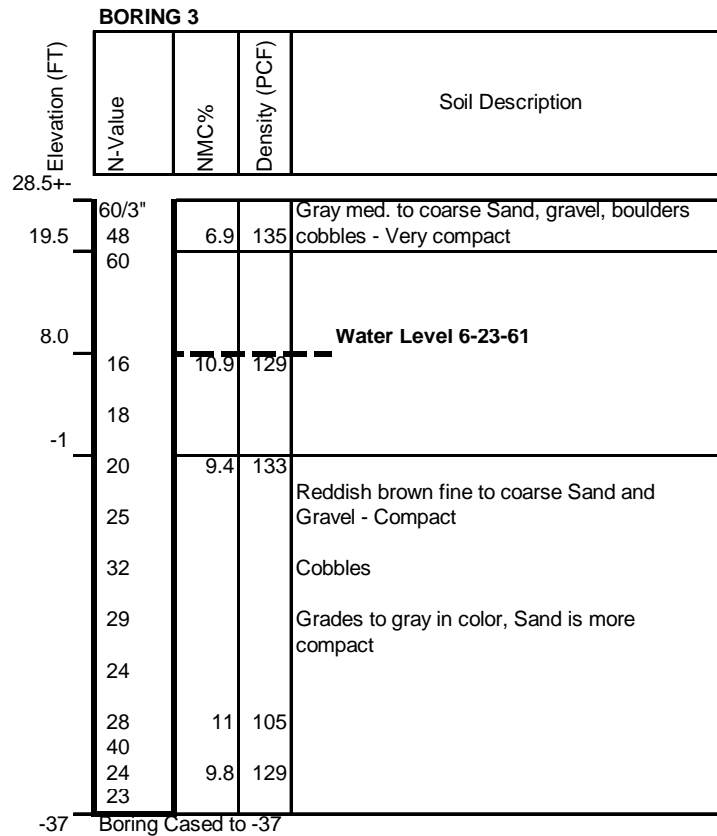 BORING 3
Elevation (FT)
N-Value
NMC%
Density (PCF)
Soil Description
28.5+-
60/3" Gray med. to coarse Sand, gravel, boulders
19.5 48 6.9 135 cobbles - Very compact
60
8.0 Water Level 6-23-61
16 10.9 129
18
-1
20 9.4 133
Reddish brown fine to coarse Sand and
25 Gravel - Compact
32 Cobbles
29 Grades to gray in color, Sand is more
compact
24
28 11 105
40
24 9.8 129
23
-37 Boring Cased to -37